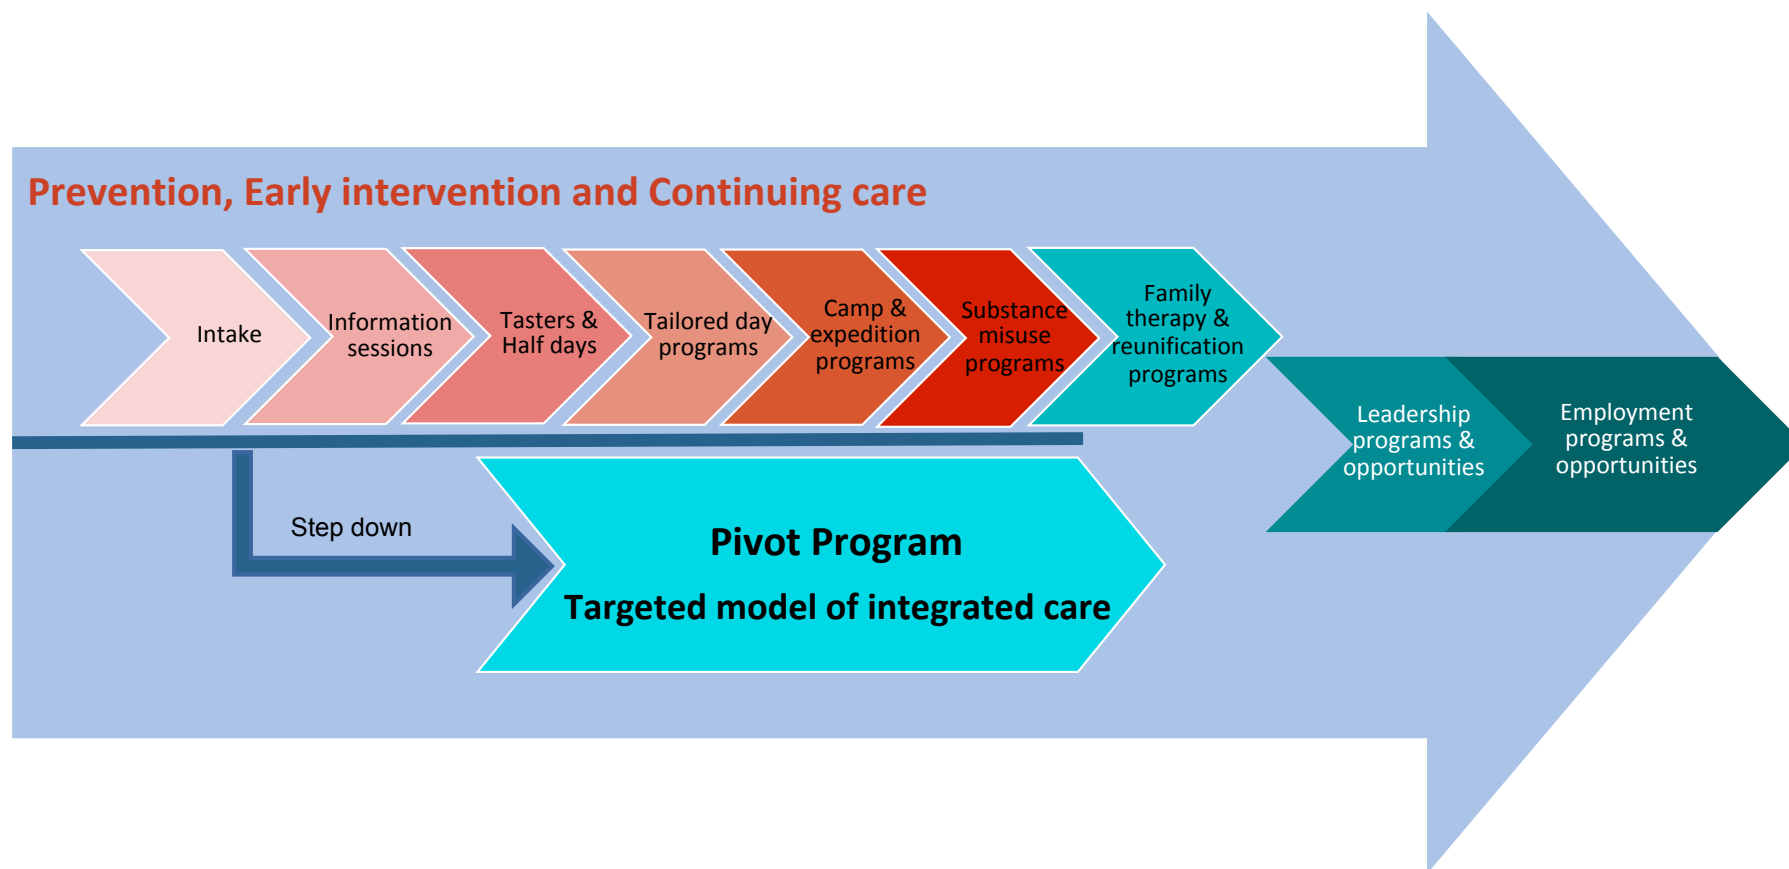 Prevention, Early intervention and Continuing care
Intake
Information
sessions
Tasters &
Half days
Tailored day
programs
Camp &
expedition
programs
Substance
misuse
programs
Family
therapy &
reunification
programs
Leadership
programs &
opportunities
Employment
programs &
opportunities
Step down
Pivot Program
Targeted model of integrated care